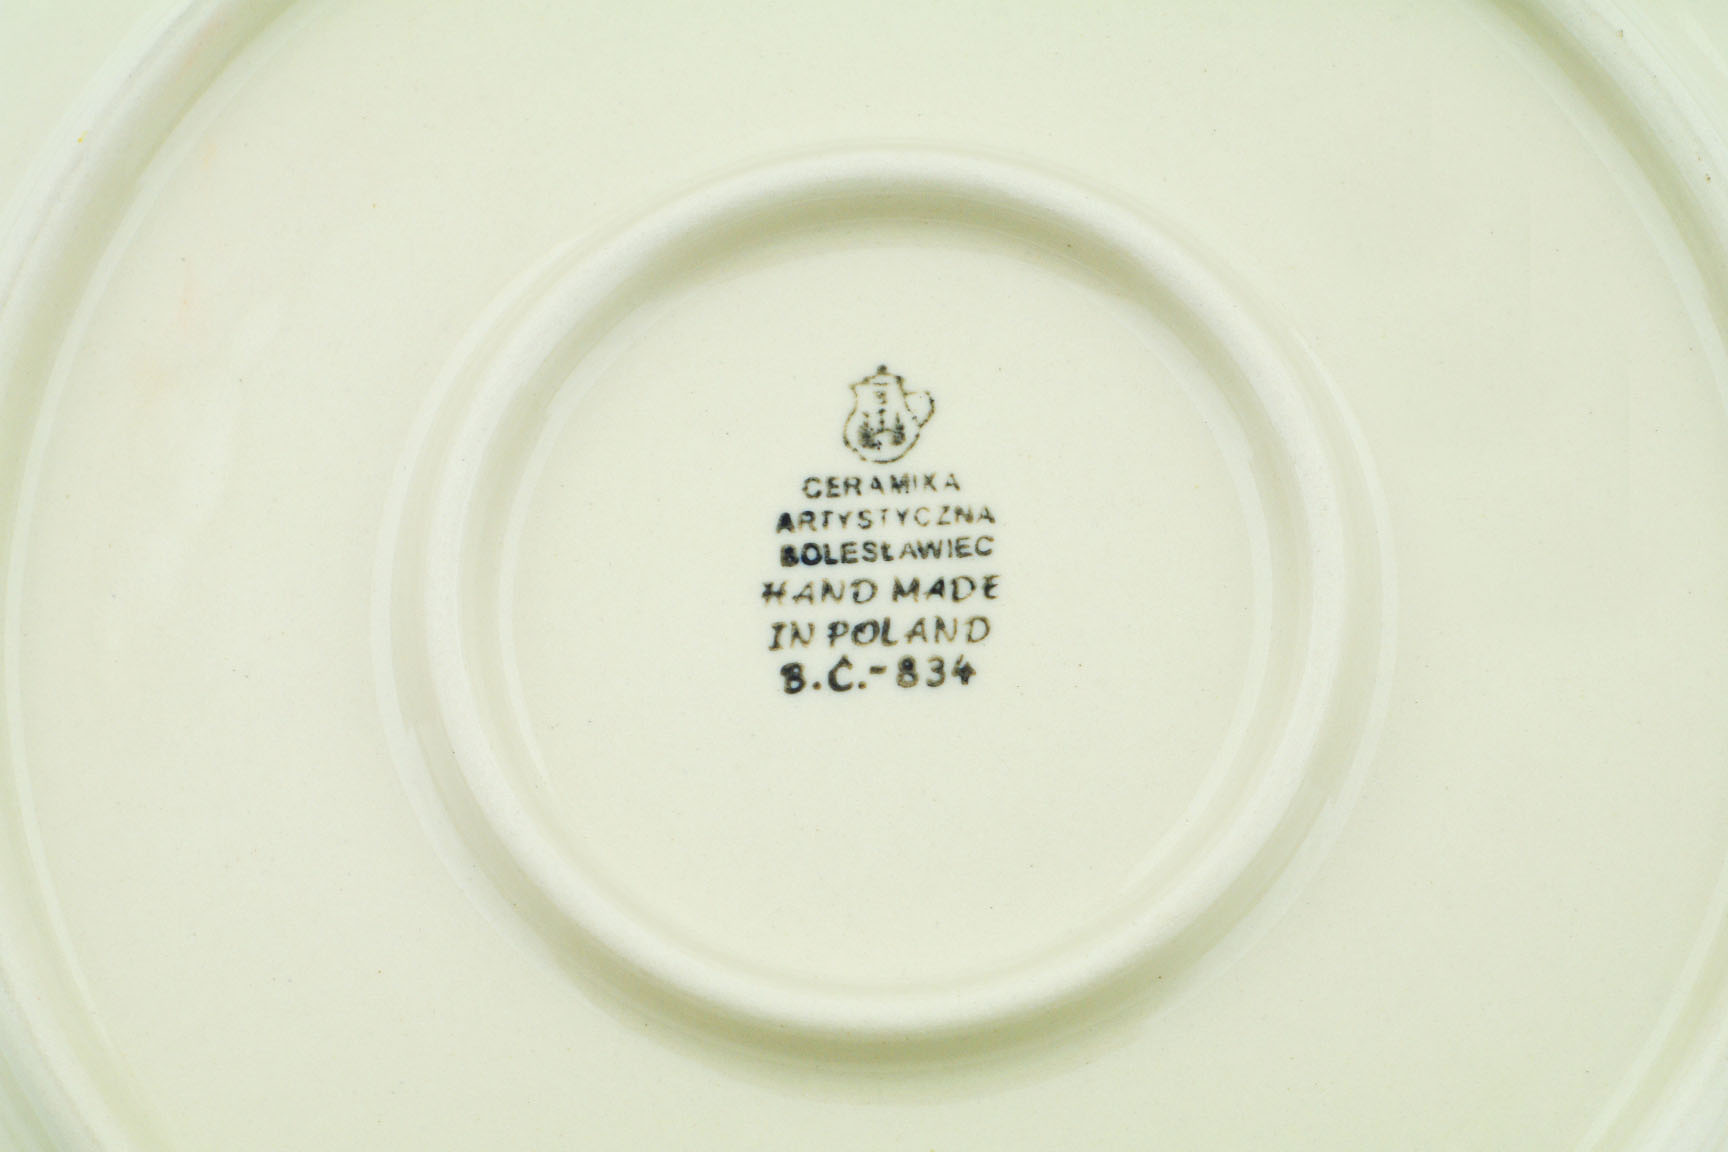 CERAMIKA
ARTYSTYCZNA
BOLESŁAWIEC
HAND MADE
IN POLAND
B.C.-834